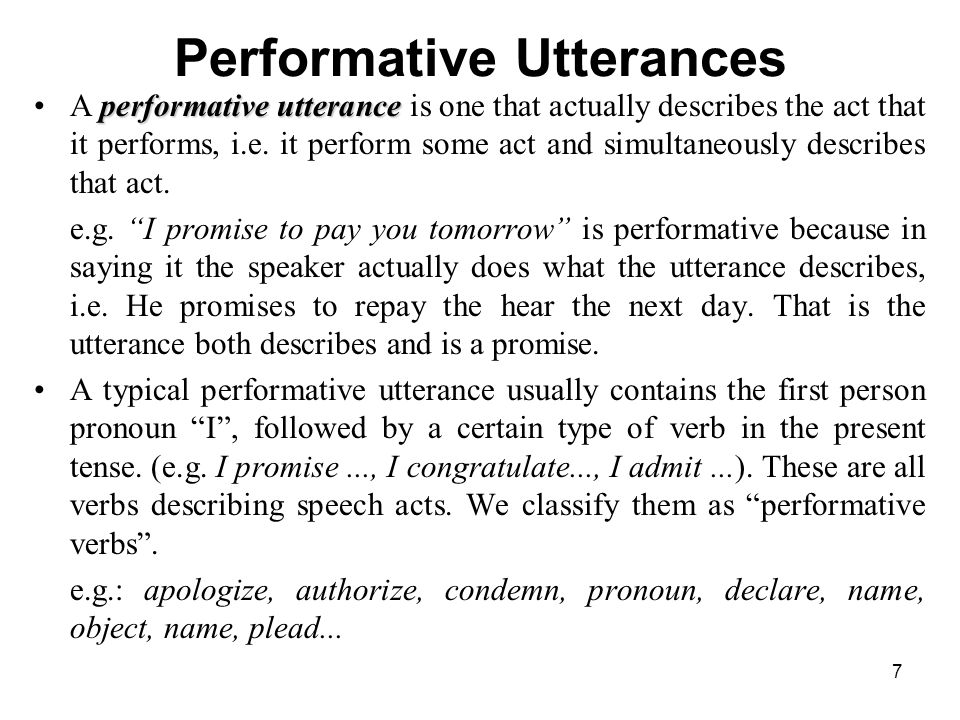 Performative Utterances
• A performative utterance is one that actually describes the act that
it performs, i.e. it perform some act and simultaneously describes
that act.
e.g. “I promise to pay you tomorrow” is performative because in
saying it the speaker actually does what the utterance describes,
i.e. He promises to repay the hear the next day. That is the
utterance both describes and is a promise.
• A typical performative utterance usually contains the first person
pronoun “I”, followed by a certain type of verb in the present
tense. (e.g. I promise ..., I congratulate..., I admit ...). These are all
verbs describing speech acts. We classify them as “performative
verbs”.
e.g.: apologize, authorize, condemn, pronoun, declare, name,
object, name, plead...
7